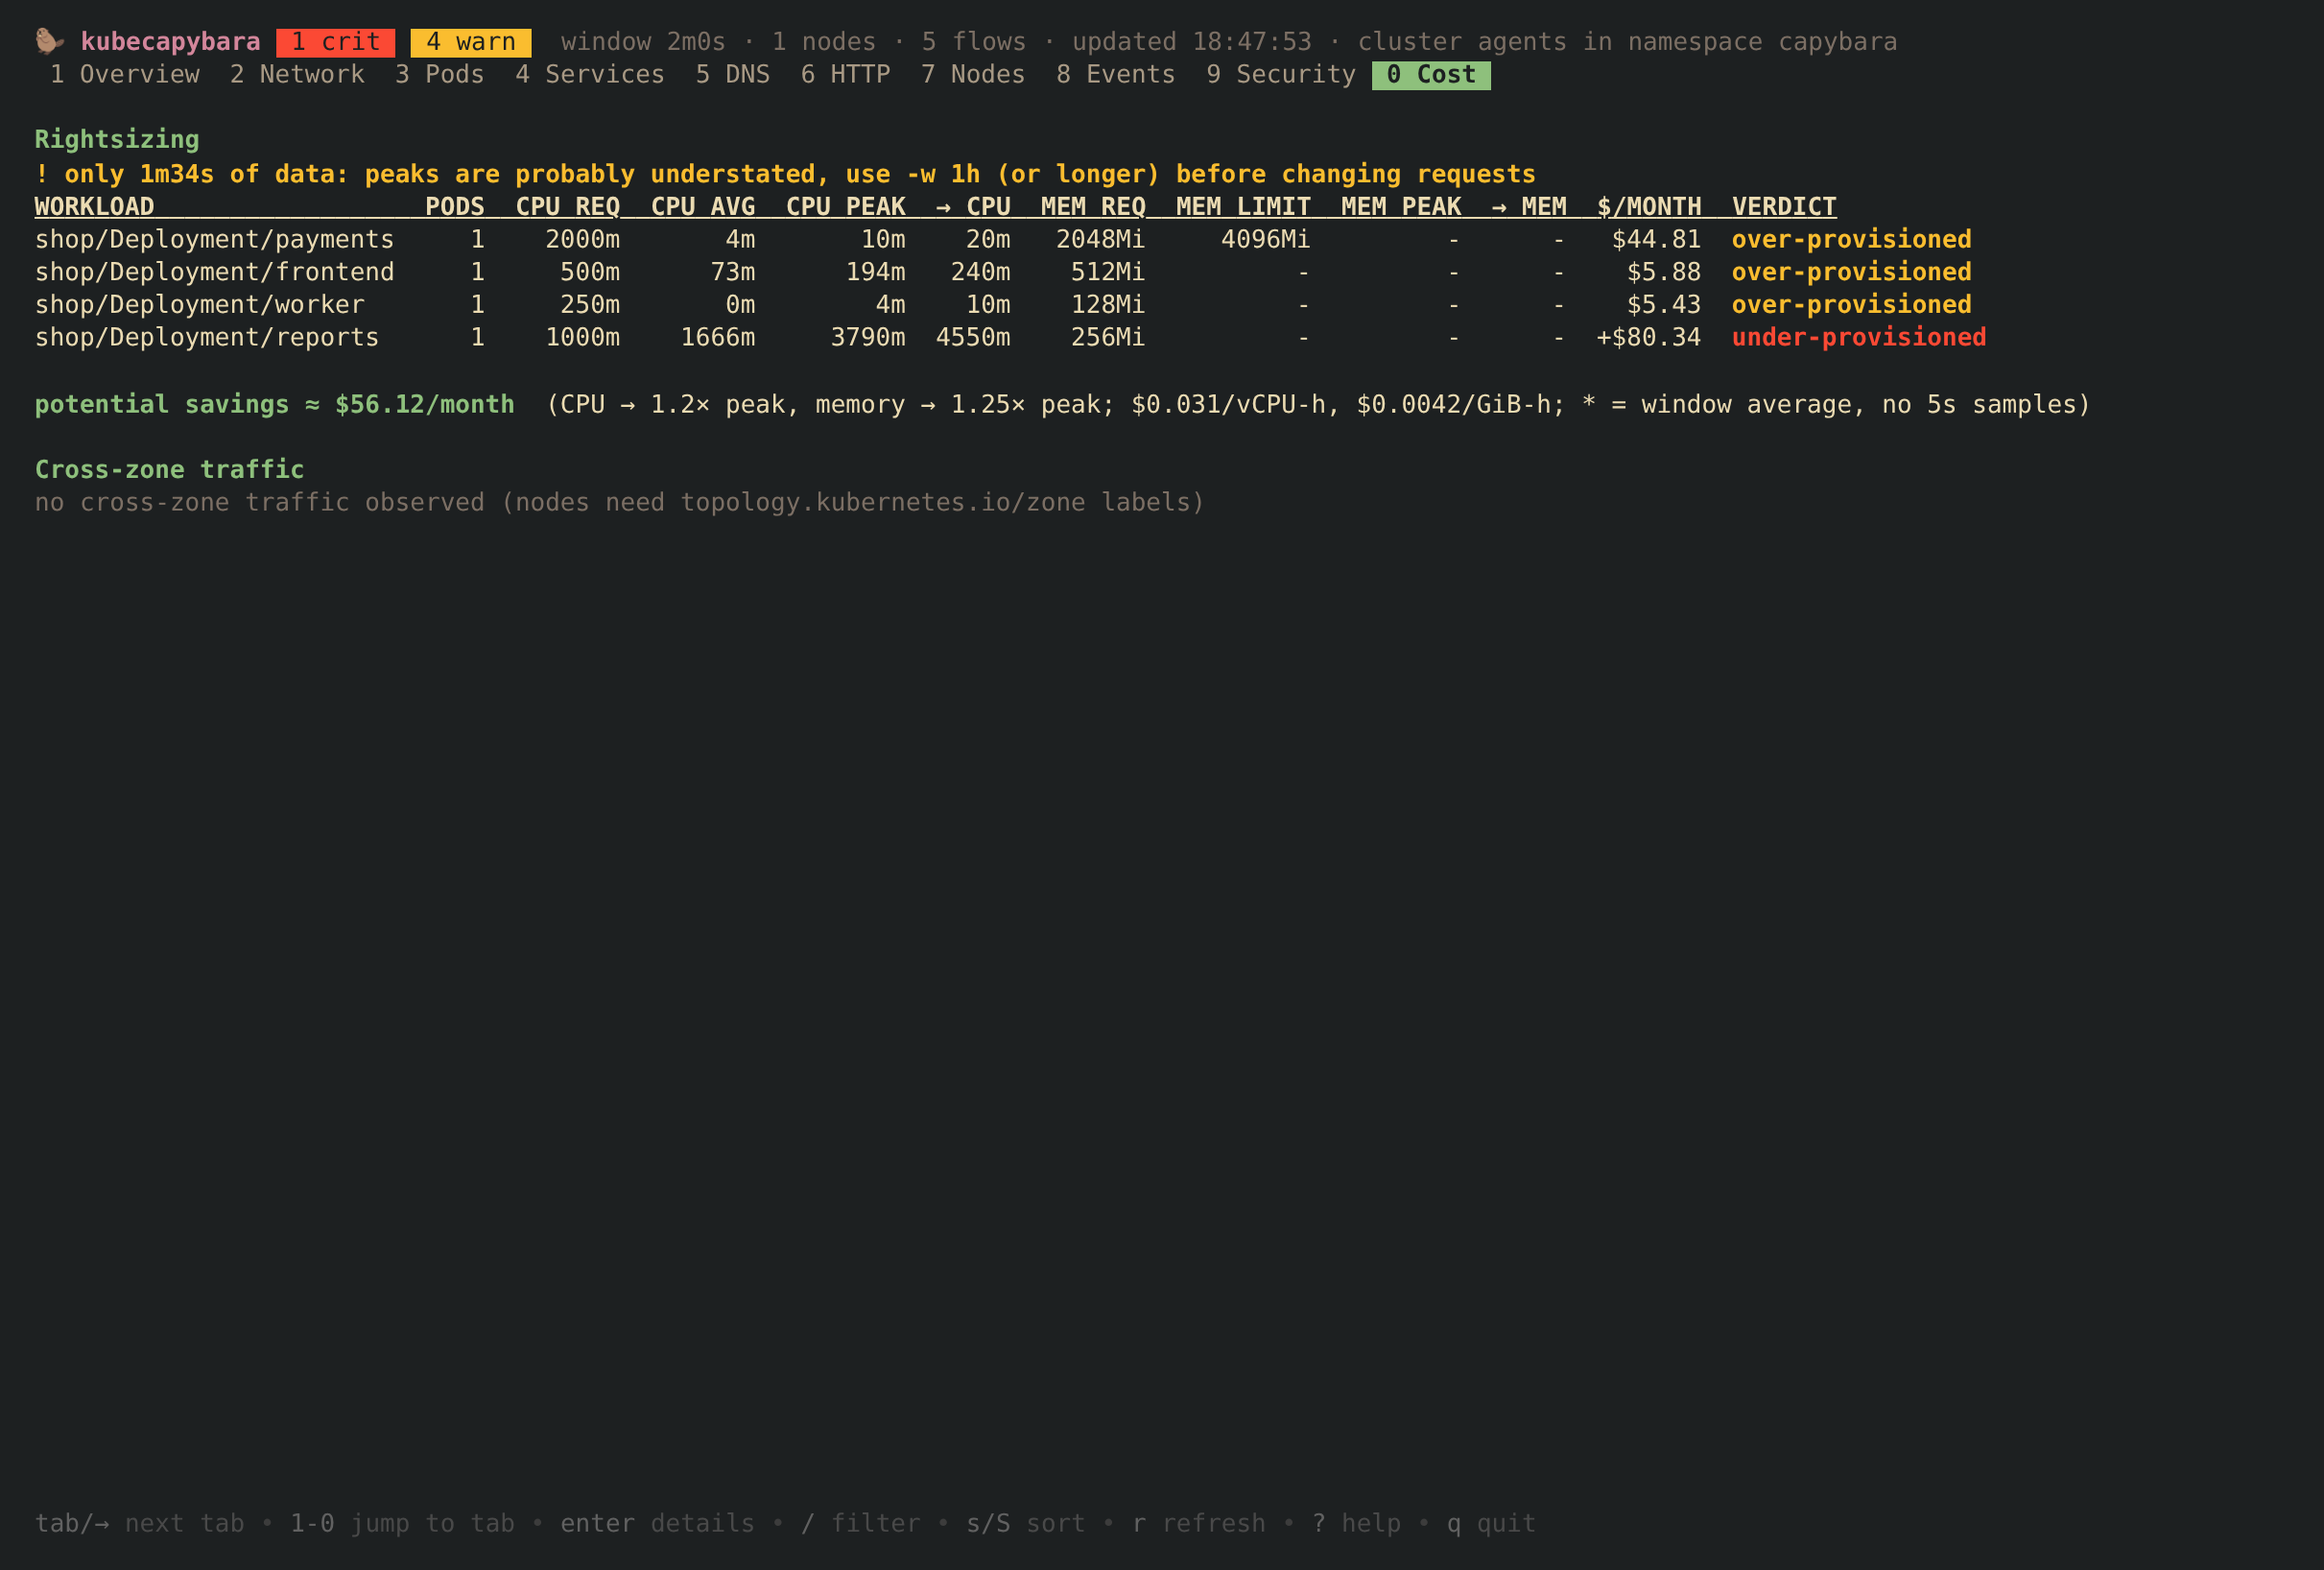 🦫 kubecapybara 1 crit 4 warn window 2m0s · 1 nodes · 5 flows · updated 18:47:53 · cluster agents in namespace capybara
1 Overview 2 Network 3 Pods 4 Services 5 DNS 6 HTTP 7 Nodes 8 Events 9 Security 0 Cost
Rightsizing
! only 1m34s of data: peaks are probably understated, use -w 1h (or longer) before changing requests
WORKLOAD PODS CPU REQ CPU AVG CPU PEAK → CPU MEM REQ MEM LIMIT MEM PEAK → MEM $/MONTH VERDICT
shop/Deployment/payments 1 2000m 4m 10m 20m 2048Mi 4096Mi - - $44.81 over-provisioned
shop/Deployment/frontend 1 500m 73m 194m 240m 512Mi - - - $5.88 over-provisioned
shop/Deployment/worker 1 250m 0m 4m 10m 128Mi - - - $5.43 over-provisioned
shop/Deployment/reports 1 1000m 1666m 3790m 4550m 256Mi - - - +$80.34 under-provisioned
potential savings ≈ $56.12/month (CPU → 1.2× peak, memory → 1.25× peak; $0.031/vCPU-h, $0.0042/GiB-h; * = window average, no 5s samples)
Cross-zone traffic
no cross-zone traffic observed (nodes need topology.kubernetes.io/zone labels)
tab/→ next tab • 1-0 jump to tab • enter details • / filter • s/S sort • r refresh • ? help • q quit